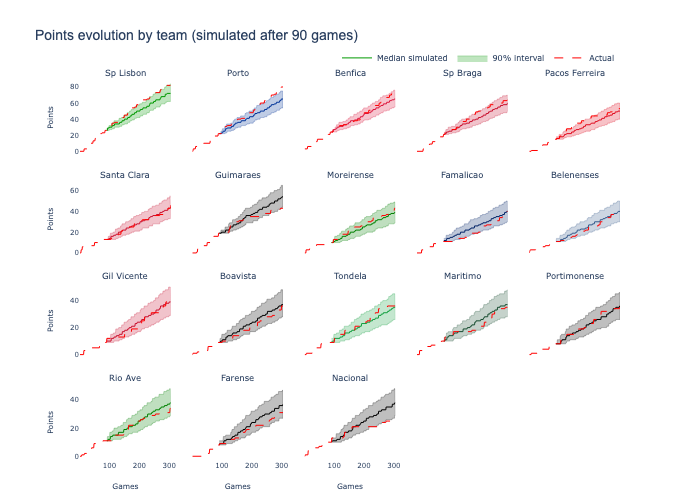 Points evolution by team (simulated after 90 games)
Median simulated 90% interval Actual
Sp Lisbon Porto Benfica Sp Braga Pacos Ferreira
80
60
40
20
0
Points
Santa Clara Guimaraes Moreirense Famalicao Belenenses
60
40
20
0
Points
Gil Vicente Boavista Tondela Maritimo Portimonense
40
20
0
Points
Rio Ave Farense Nacional
40
20
0
Points
100 200 300 100 200 300 100 200 300
Games Games Games